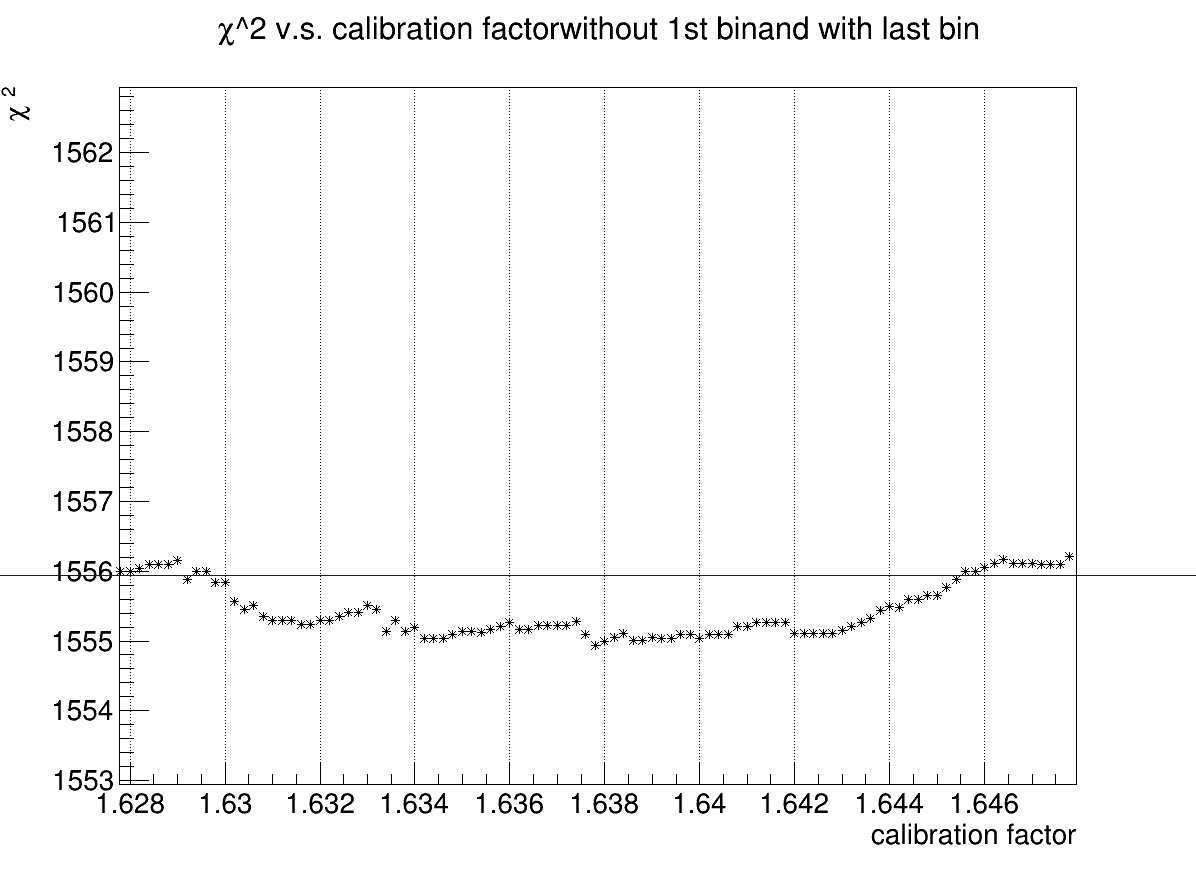 χ^2 v.s. calibration factorwithout 1st binand with last bin
χ 2
1562
1561
1560
1559
1558
1557
1556
1555
1554
1553
1.628 1.63 1.632 1.634 1.636 1.638 1.64 1.642 1.644 1.646
calibration factor